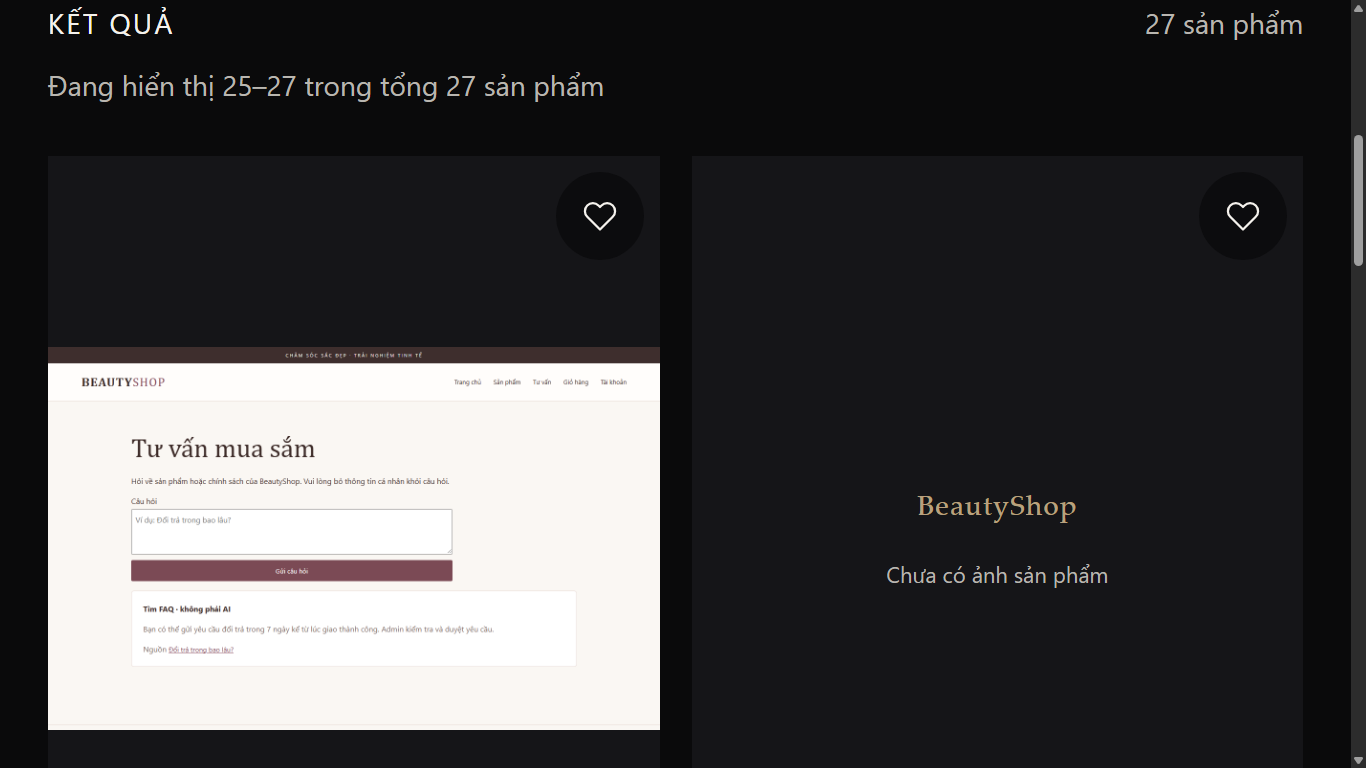 KẾT QUẢ
27 sản phẩm
Đang hiển thị 25–27 trong tổng 27 sản phẩm
CHĂM SÓC SẮC ĐẸP · TRẢI NGHIỆM TINH TẾ
BEAUTYSHOP
Trang chủ Sản phẩm Tư vấn Giỏ hàng Tài khoản
Tư vấn mua sắm
Hỏi về sản phẩm hoặc chính sách của BeautyShop. Vui lòng bỏ thông tin cá nhân khỏi câu hỏi.
Câu hỏi
Ví dụ: Đổi trả trong bao lâu?
Gửi câu hỏi
Tìm FAQ · không phải AI
Bạn có thể gửi yêu cầu đổi trả trong 7 ngày kể từ lúc giao thành công. Admin kiểm tra và duyệt yêu cầu.
Nguồn Đổi trả trong bao lâu?
BeautyShop
Chưa có ảnh sản phẩm